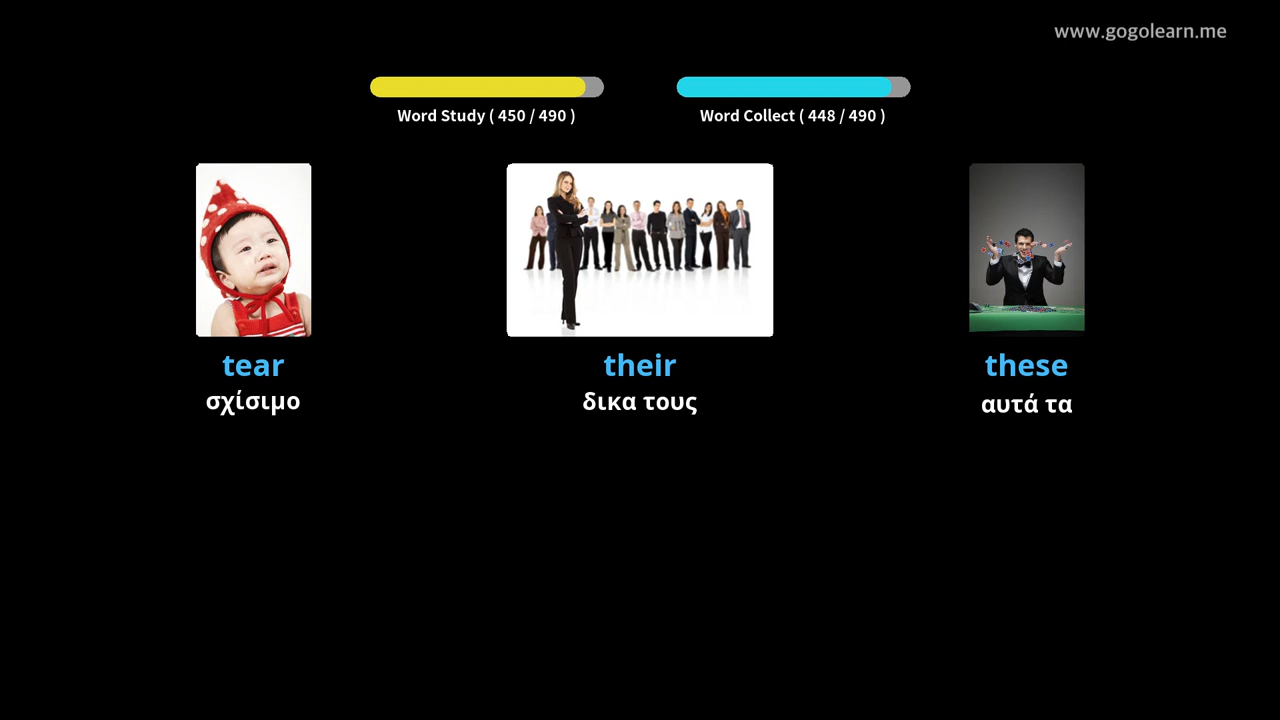 www.gogolearn.me
Word Study ( 450 / 490 )
Word Collect ( 448 / 490 )
tear
their
these
σχίσιμο
δικα τους
αυτά τα